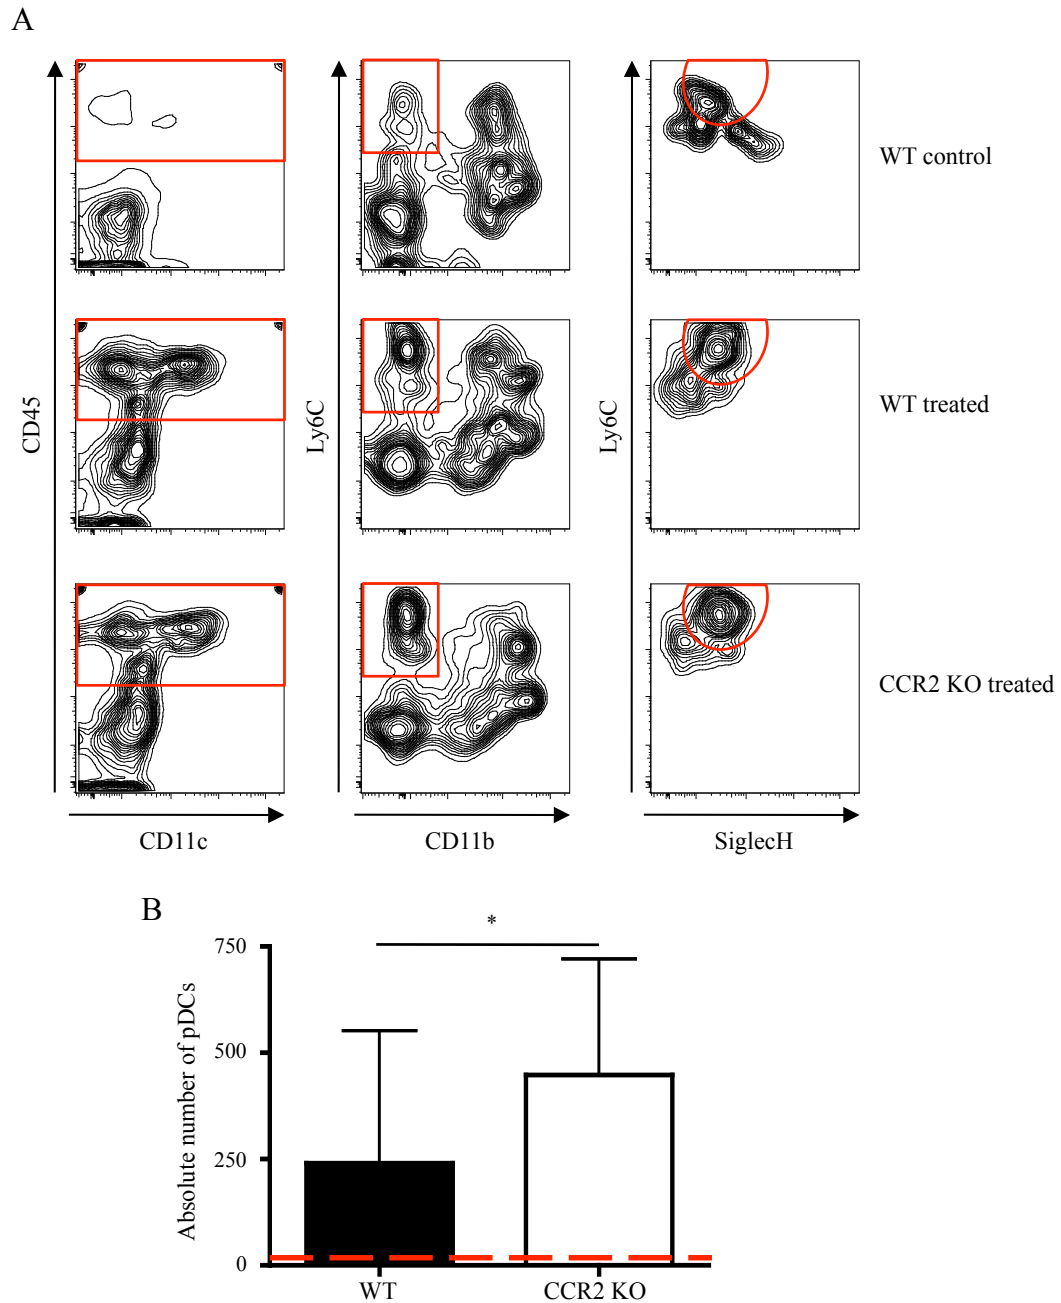 A
CD45
Ly6C
Ly6C
WT control
WT treated
CCR2 KO treated
CD11c
CD11b
SiglecH
B
*
Absolute number of pDCs
750
500
250
0
WT
CCR2 KO